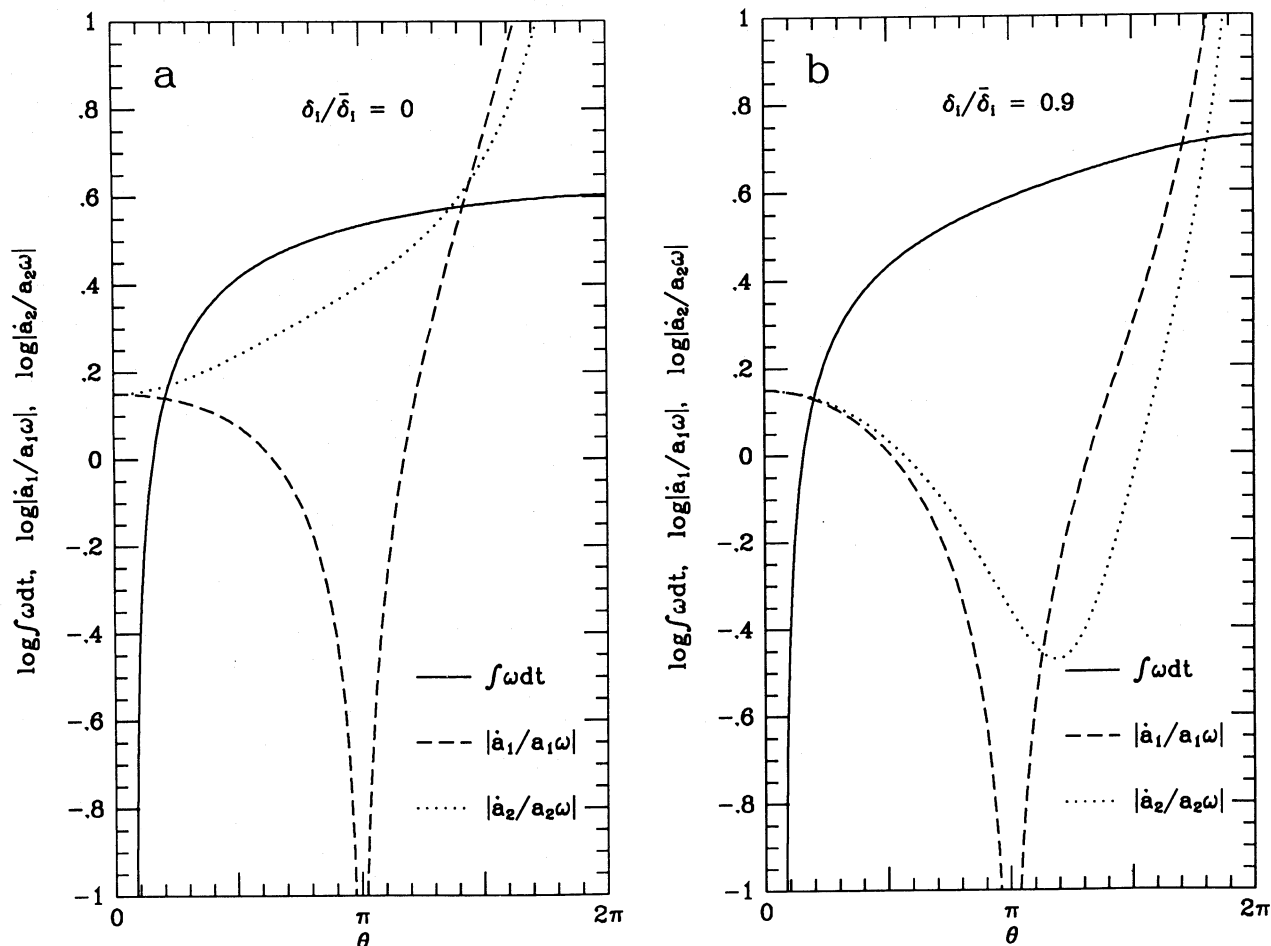 a
δ₁/δ̄₁ = 0
1
.8
.6
.4
.2
0
-.2
-.4
-.6
-.8
-1
log∫ωdt, log|ȧ₁/a₁ω|, log|ȧ₂/a₂ω|
∫ωdt
|ȧ₁/a₁ω|
|ȧ₂/a₂ω|
0
π
2π
θ
b
δ₁/δ̄₁ = 0.9
1
.8
.6
.4
.2
0
-.2
-.4
-.6
-.8
-1
log∫ωdt, log|ȧ₁/a₁ω|, log|ȧ₂/a₂ω|
∫ωdt
|ȧ₁/a₁ω|
|ȧ₂/a₂ω|
0
π
2π
θ